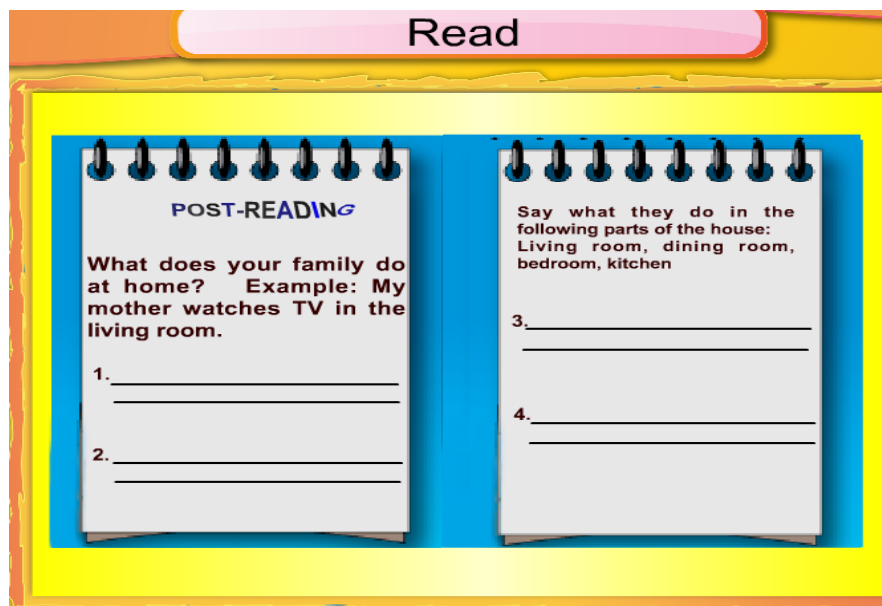 Read
POST-READING
What does your family do
at home? Example: My
mother watches TV in the
living room.
1.
2.
Say what they do in the
following parts of the house:
Living room, dining room,
bedroom, kitchen
3.
4.